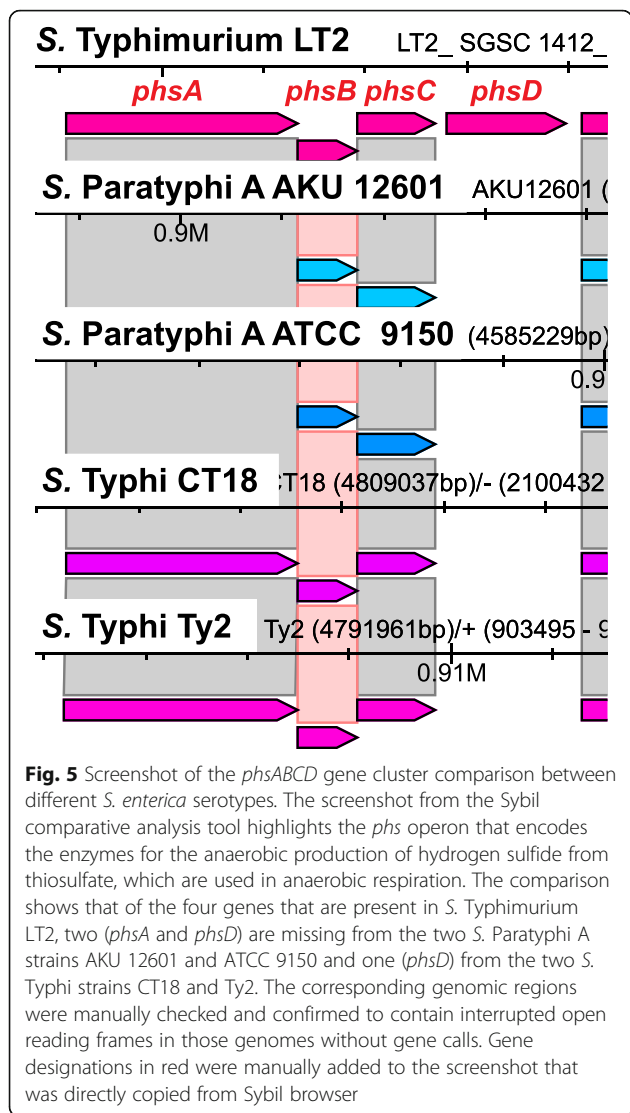 S. Typhimurium LT2 LT2_ SGSC 1412_
phsA phsB phsC phsD
S. Paratyphi A AKU 12601 AKU12601 (
0.9M
S. Paratyphi A ATCC 9150 (4585229bp)
0.9
S. Typhi CT18 CT18 (4809037bp)/- (2100432
S. Typhi Ty2 Ty2 (4791961bp)/+ (903495 - 9
0.91M
Fig. 5 Screenshot of the phsABCD gene cluster comparison between
different S. enterica serotypes. The screenshot from the Sybil
comparative analysis tool highlights the phs operon that encodes
the enzymes for the anaerobic production of hydrogen sulfide from
thiosulfate, which are used in anaerobic respiration. The comparison
shows that of the four genes that are present in S. Typhimurium
LT2, two (phsA and phsD) are missing from the two S. Paratyphi A
strains AKU 12601 and ATCC 9150 and one (phsD) from the two S.
Typhi strains CT18 and Ty2. The corresponding genomic regions
were manually checked and confirmed to contain interrupted open
reading frames in those genomes without gene calls. Gene
designations in red were manually added to the screenshot that
was directly copied from Sybil browser